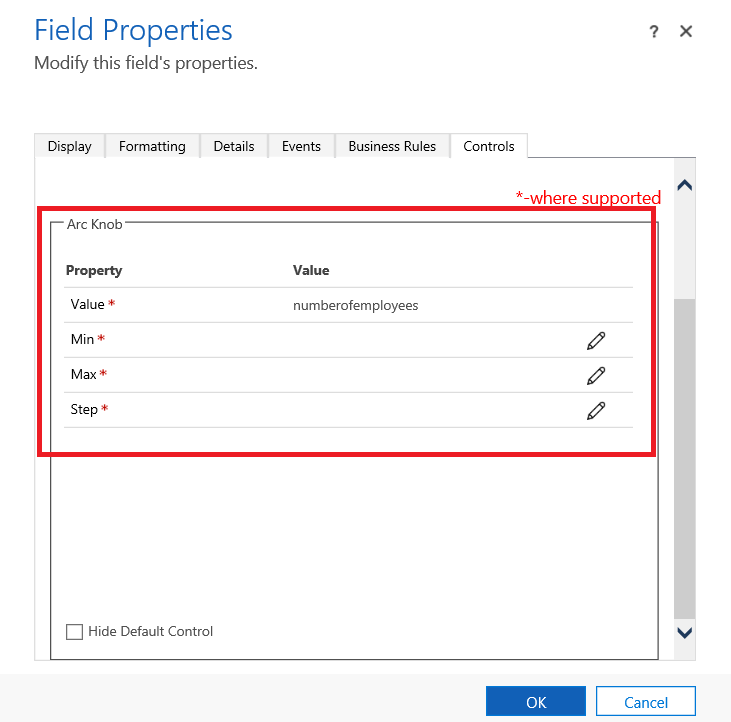 Field Properties
? ✕
Modify this field's properties.
Display Formatting Details Events Business Rules Controls
*-where supported
Arc Knob
Property Value
Value * numberofemployees
Min *
Max *
Step *
Hide Default Control
OK Cancel